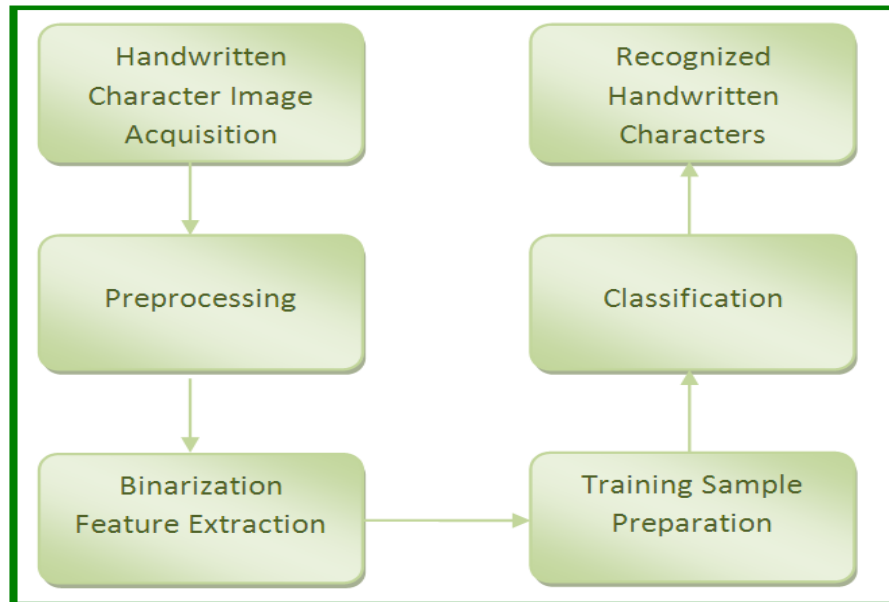 Handwritten
Character Image
Acquisition
Preprocessing
Binarization
Feature Extraction
Training Sample
Preparation
Classification
Recognized
Handwritten
Characters